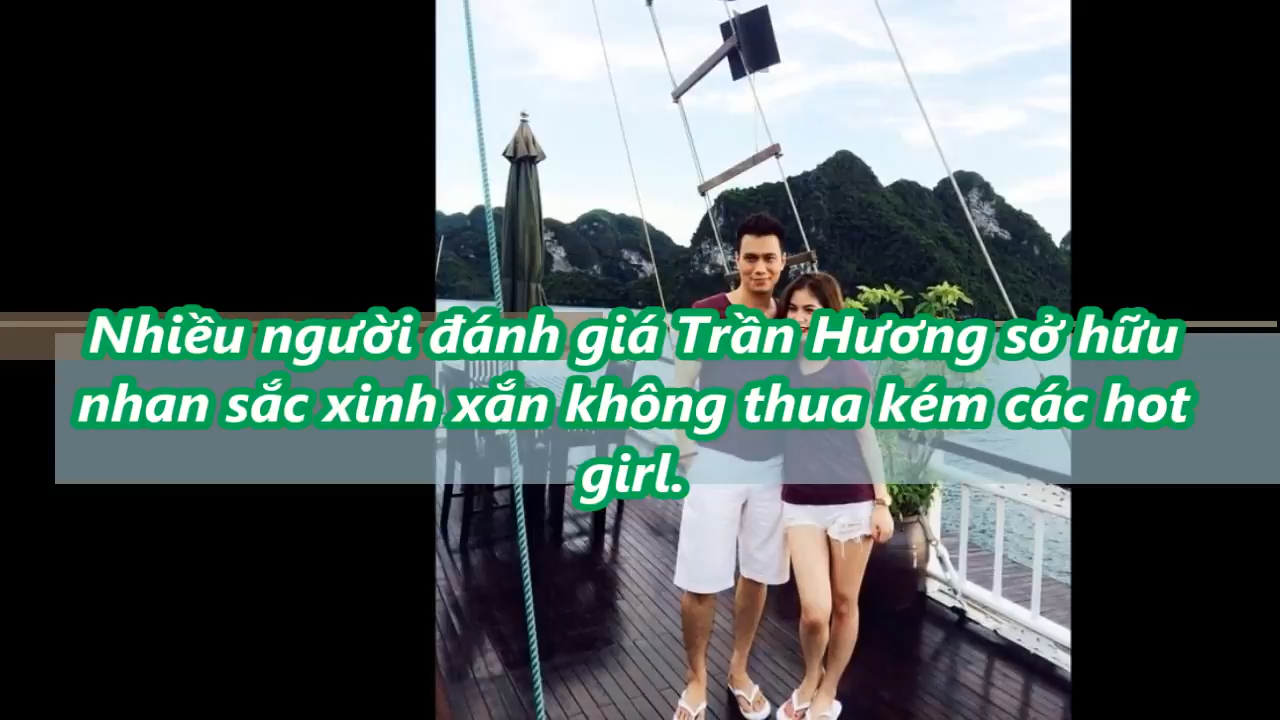 Nhiều người đánh giá Trần Hương sở hữu
nhan sắc xinh xắn không thua kém các hot
girl.